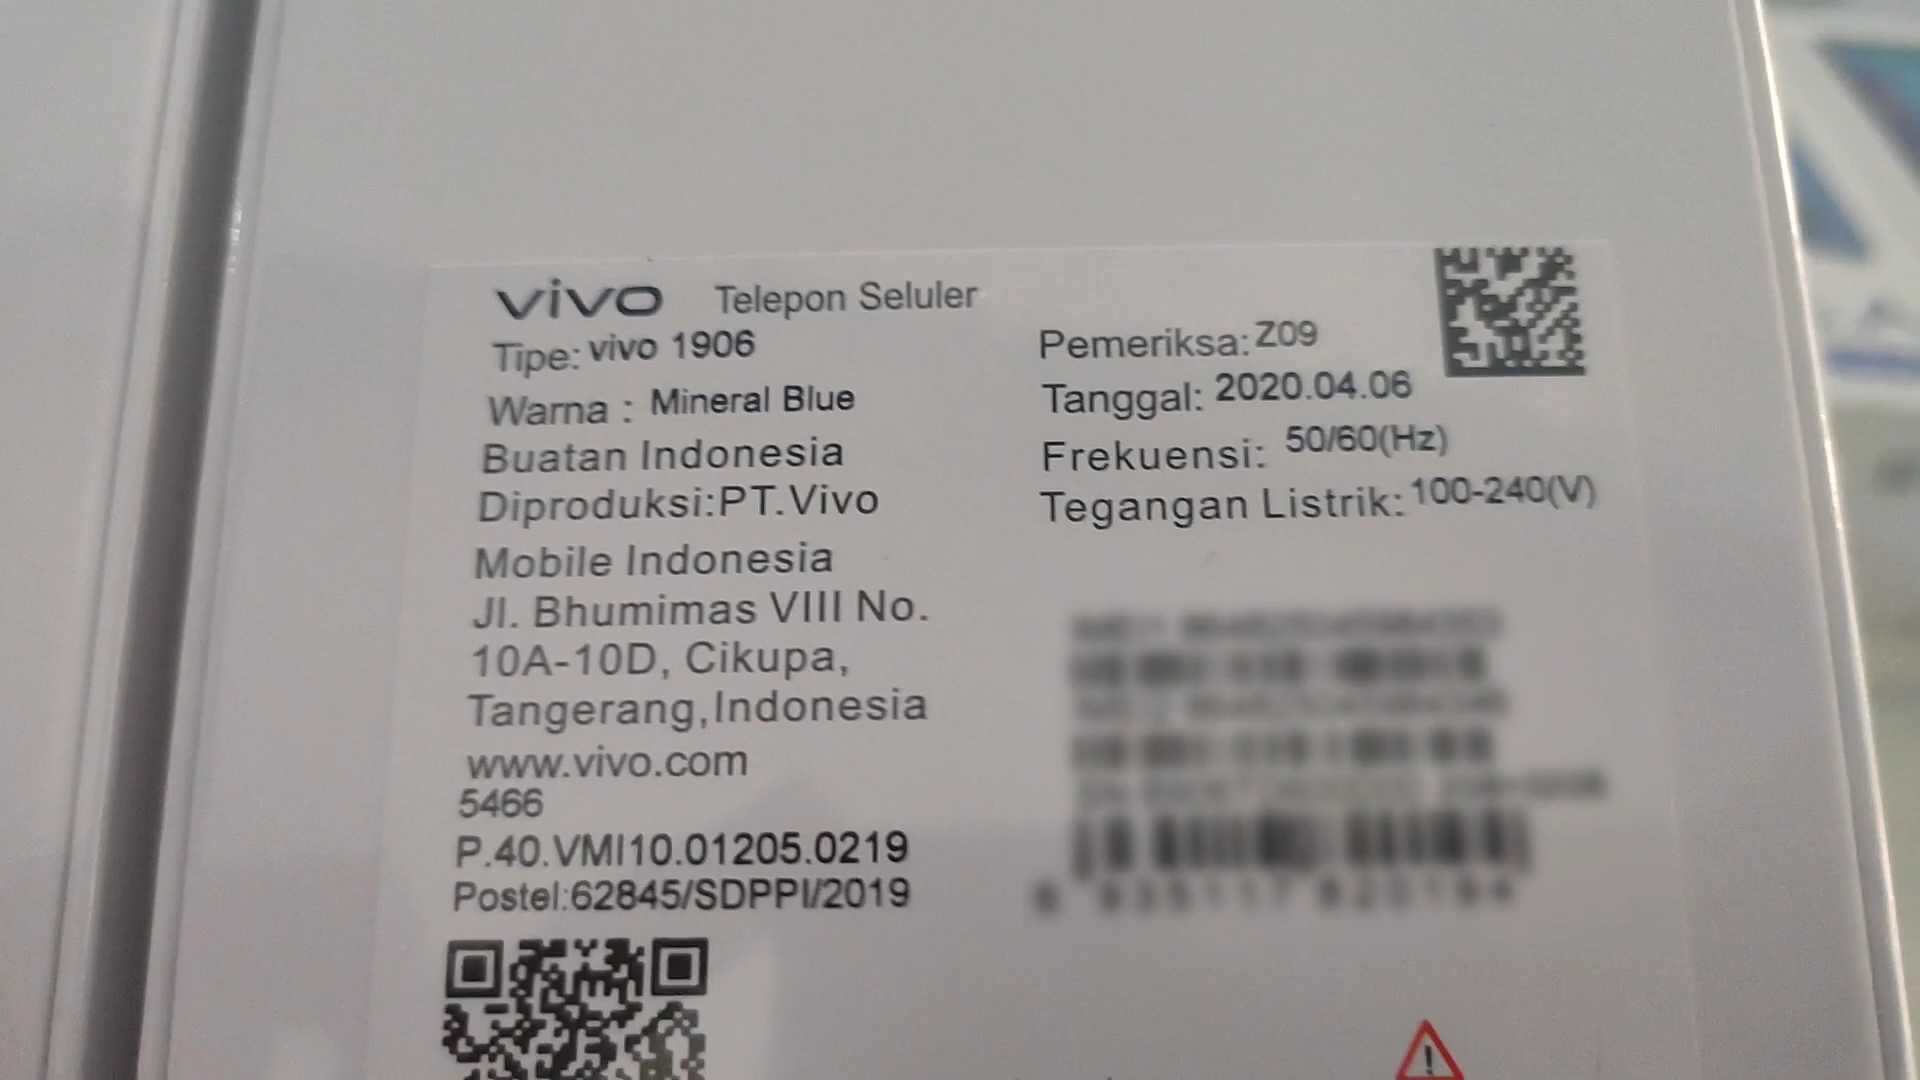 vivo Telepon Seluler
Tipe: vivo 1906
Warna : Mineral Blue
Buatan Indonesia
Diproduksi:PT.Vivo
Mobile Indonesia
Jl. Bhumimas VIII No.
10A-10D, Cikupa,
Tangerang,Indonesia
www.vivo.com
5466
P.40.VMI10.01205.0219
Postel:62845/SDPPI/2019
Pemeriksa: Z09
Tanggal: 2020.04.06
Frekuensi: 50/60(Hz)
Tegangan Listrik: 100-240(V)